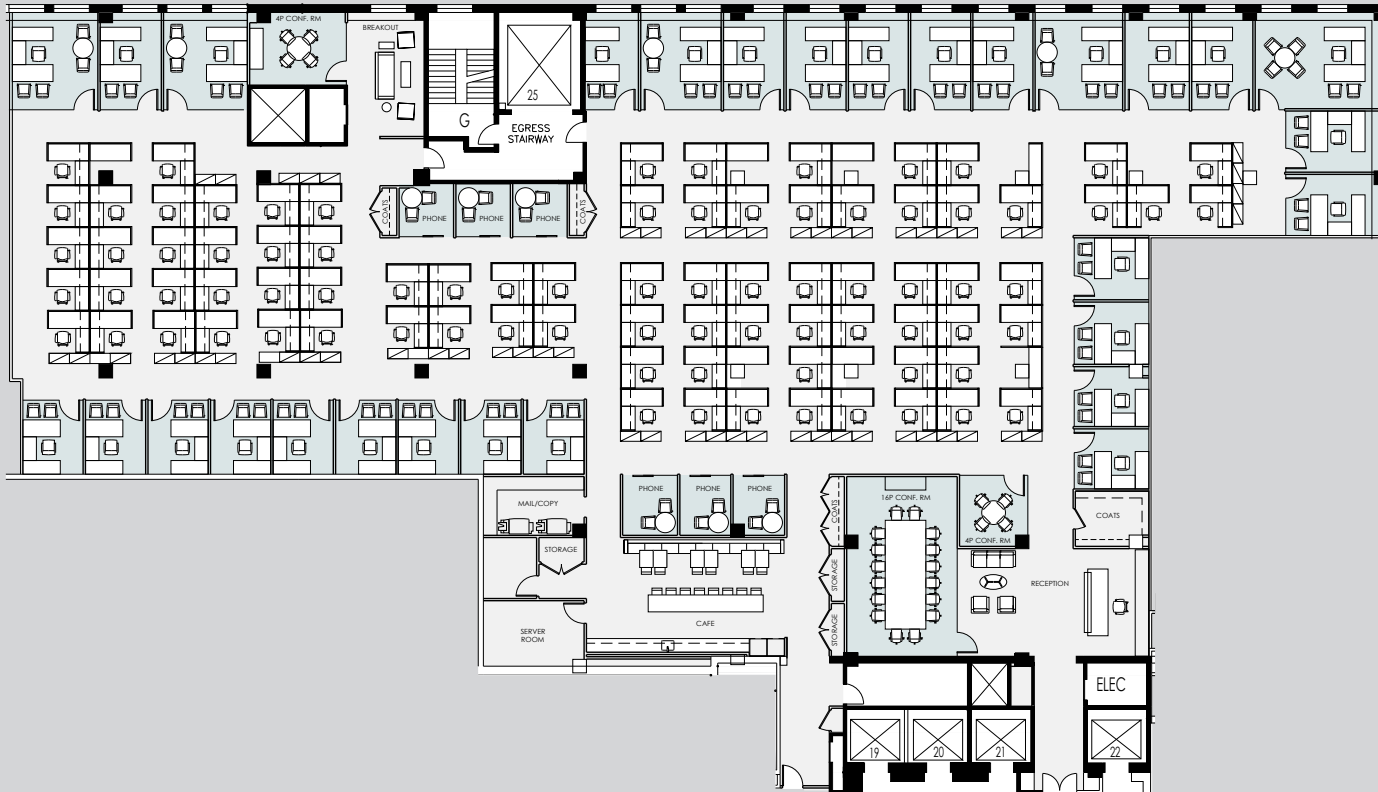 4P CONF. RM
BREAKOUT
25
G
EGRESS
STAIRWAY
COATS
PHONE
PHONE
PHONE
COATS
PHONE
PHONE
PHONE
COATS
16P CONF. RM
4P CONF. RM
COATS
MAIL/COPY
STORAGE
STORAGE
RECEPTION
CAFE
SERVER
ROOM
STORAGE
ELEC
19
20
21
22